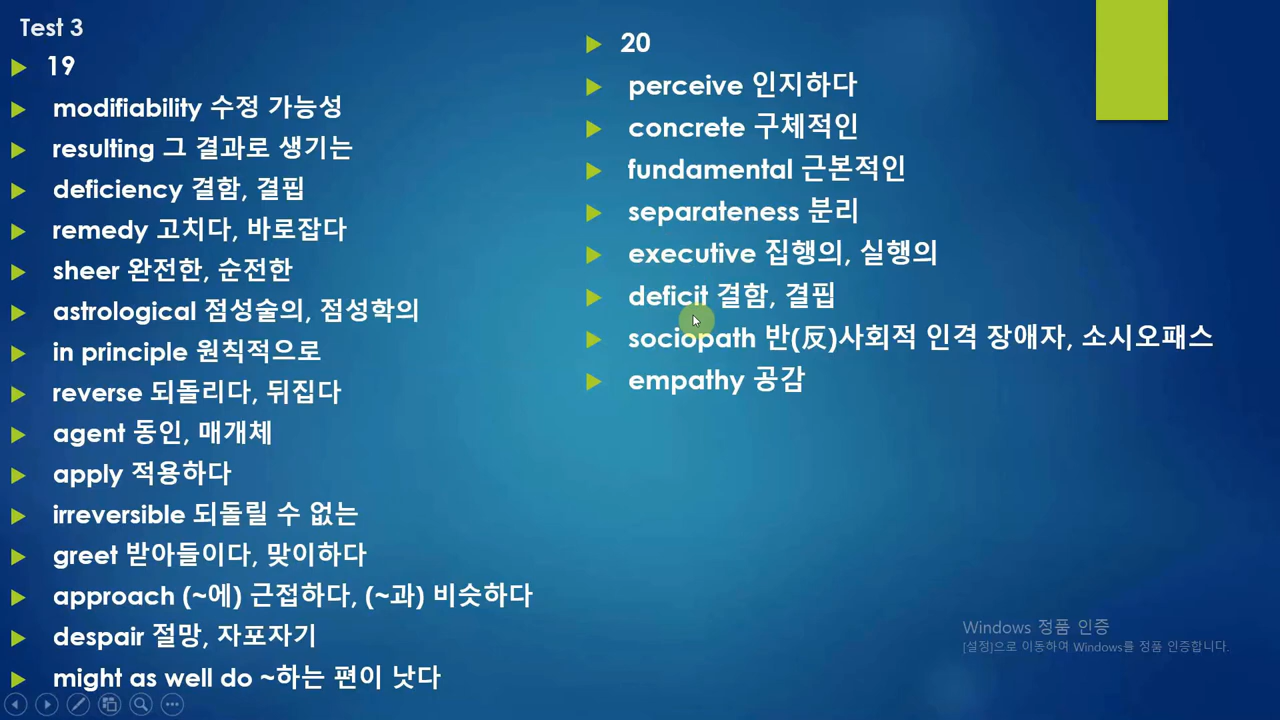 Test 3
19
modifiability 수정 가능성
resulting 그 결과로 생기는
deficiency 결함, 결핍
remedy 고치다, 바로잡다
sheer 완전한, 순전한
astrological 점성술의, 점성학의
in principle 원칙적으로
reverse 되돌리다, 뒤집다
agent 동인, 매개체
apply 적용하다
irreversible 되돌릴 수 없는
greet 받아들이다, 맞이하다
approach (~에) 근접하다, (~과) 비슷하다
despair 절망, 자포자기
might as well do ~하는 편이 낫다
20
perceive 인지하다
concrete 구체적인
fundamental 근본적인
separateness 분리
executive 집행의, 실행의
deficit 결함, 결핍
sociopath 반(反)사회적 인격 장애자, 소시오패스
empathy 공감
Windows 정품 인증
[설정]으로 이동하여 Windows를 정품 인증합니다.